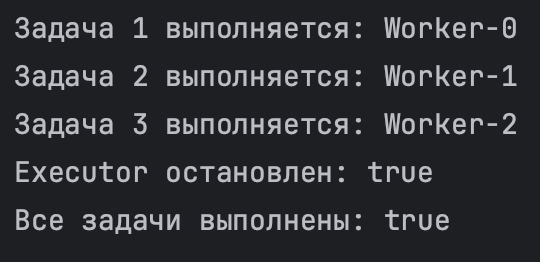 Задача 1 выполняется: Worker-0
Задача 2 выполняется: Worker-1
Задача 3 выполняется: Worker-2
Executor остановлен: true
Все задачи выполнены: true